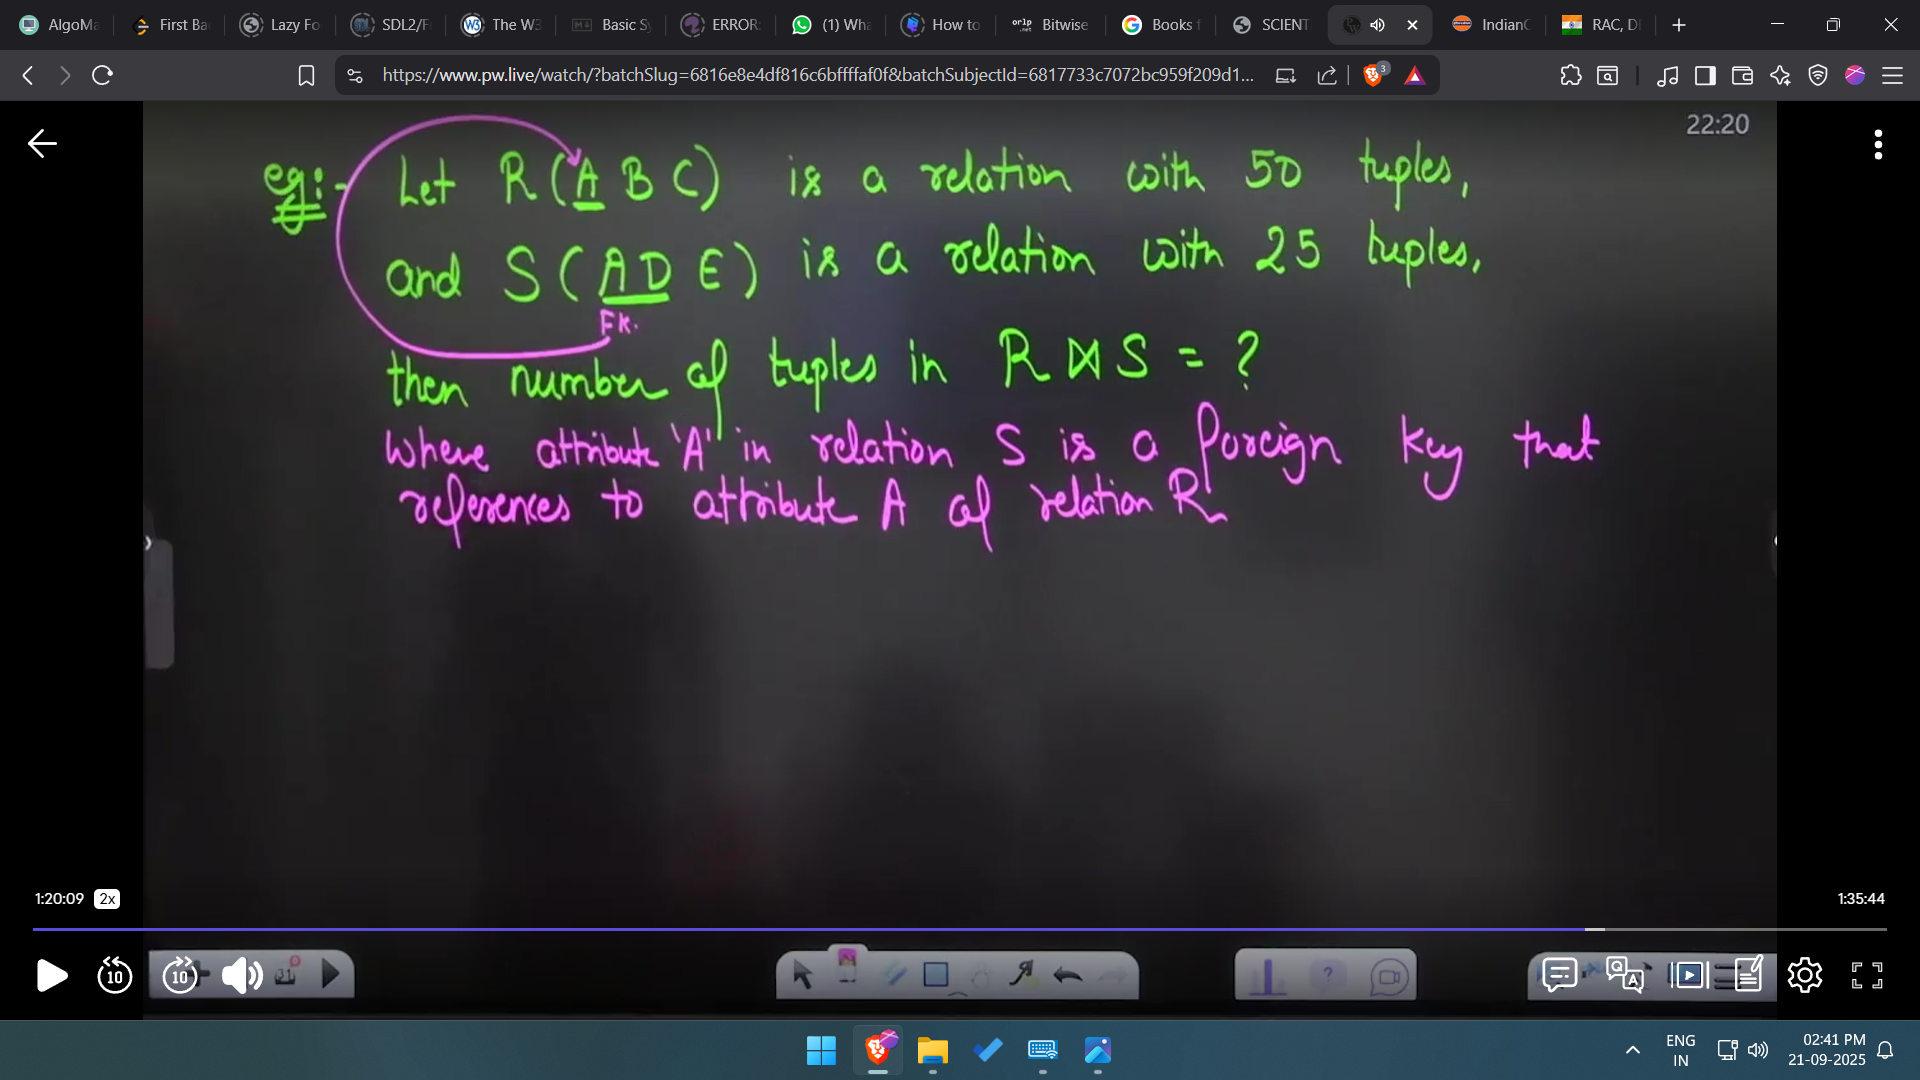 AlgoMa
First Ba
Lazy Fo
SDL2/F
The W3
Basic Sy
ERROR:
(1) Wha
How to
Bitwise
Books f
SCIENT
IndianC
RAC, D
https://www.pw.live/watch/?batchSlug=6816e8e4df816c6bffffaf0f&batchSubjectId=6817733c7072bc959f209d1...
3
22:20
eg:- Let R(A B C) is a relation with 50 tuples,
and S(A D E) is a relation with 25 tuples,
FK.
then number of tuples in R ⋈ S = ?
where attribute 'A' in relation S is a foreign key that
references to attribute A of relation R
1:20:09 2x
1:35:44
10 10
ENG
IN
02:41 PM
21-09-2025